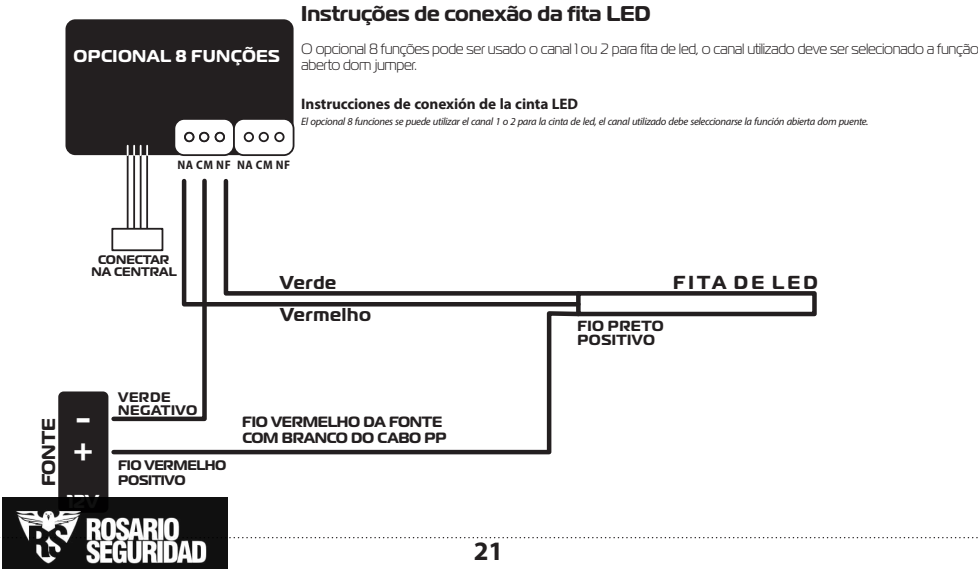 Instruções de conexão da fita LED
O opcional 8 funções pode ser usado o canal 1 ou 2 para fita de led, o canal utilizado deve ser selecionado a função
aberto dom jumper.
Instrucciones de conexión de la cinta LED
El opcional 8 funciones se puede utilizar el canal 1 o 2 para la cinta de led, el canal utilizado debe seleccionarse la función abierta dom puente.
OPCIONAL 8 FUNÇÕES
NA CM NF NA CM NF
CONECTAR
NA CENTRAL
Verde
Vermelho
FITA DE LED
FIO PRETO
POSITIVO
VERDE
NEGATIVO
FIO VERMELHO DA FONTE
COM BRANCO DO CABO PP
FONTE
-
+
12V
FIO VERMELHO
POSITIVO
RS
ROSARIO
SEGURIDAD
21